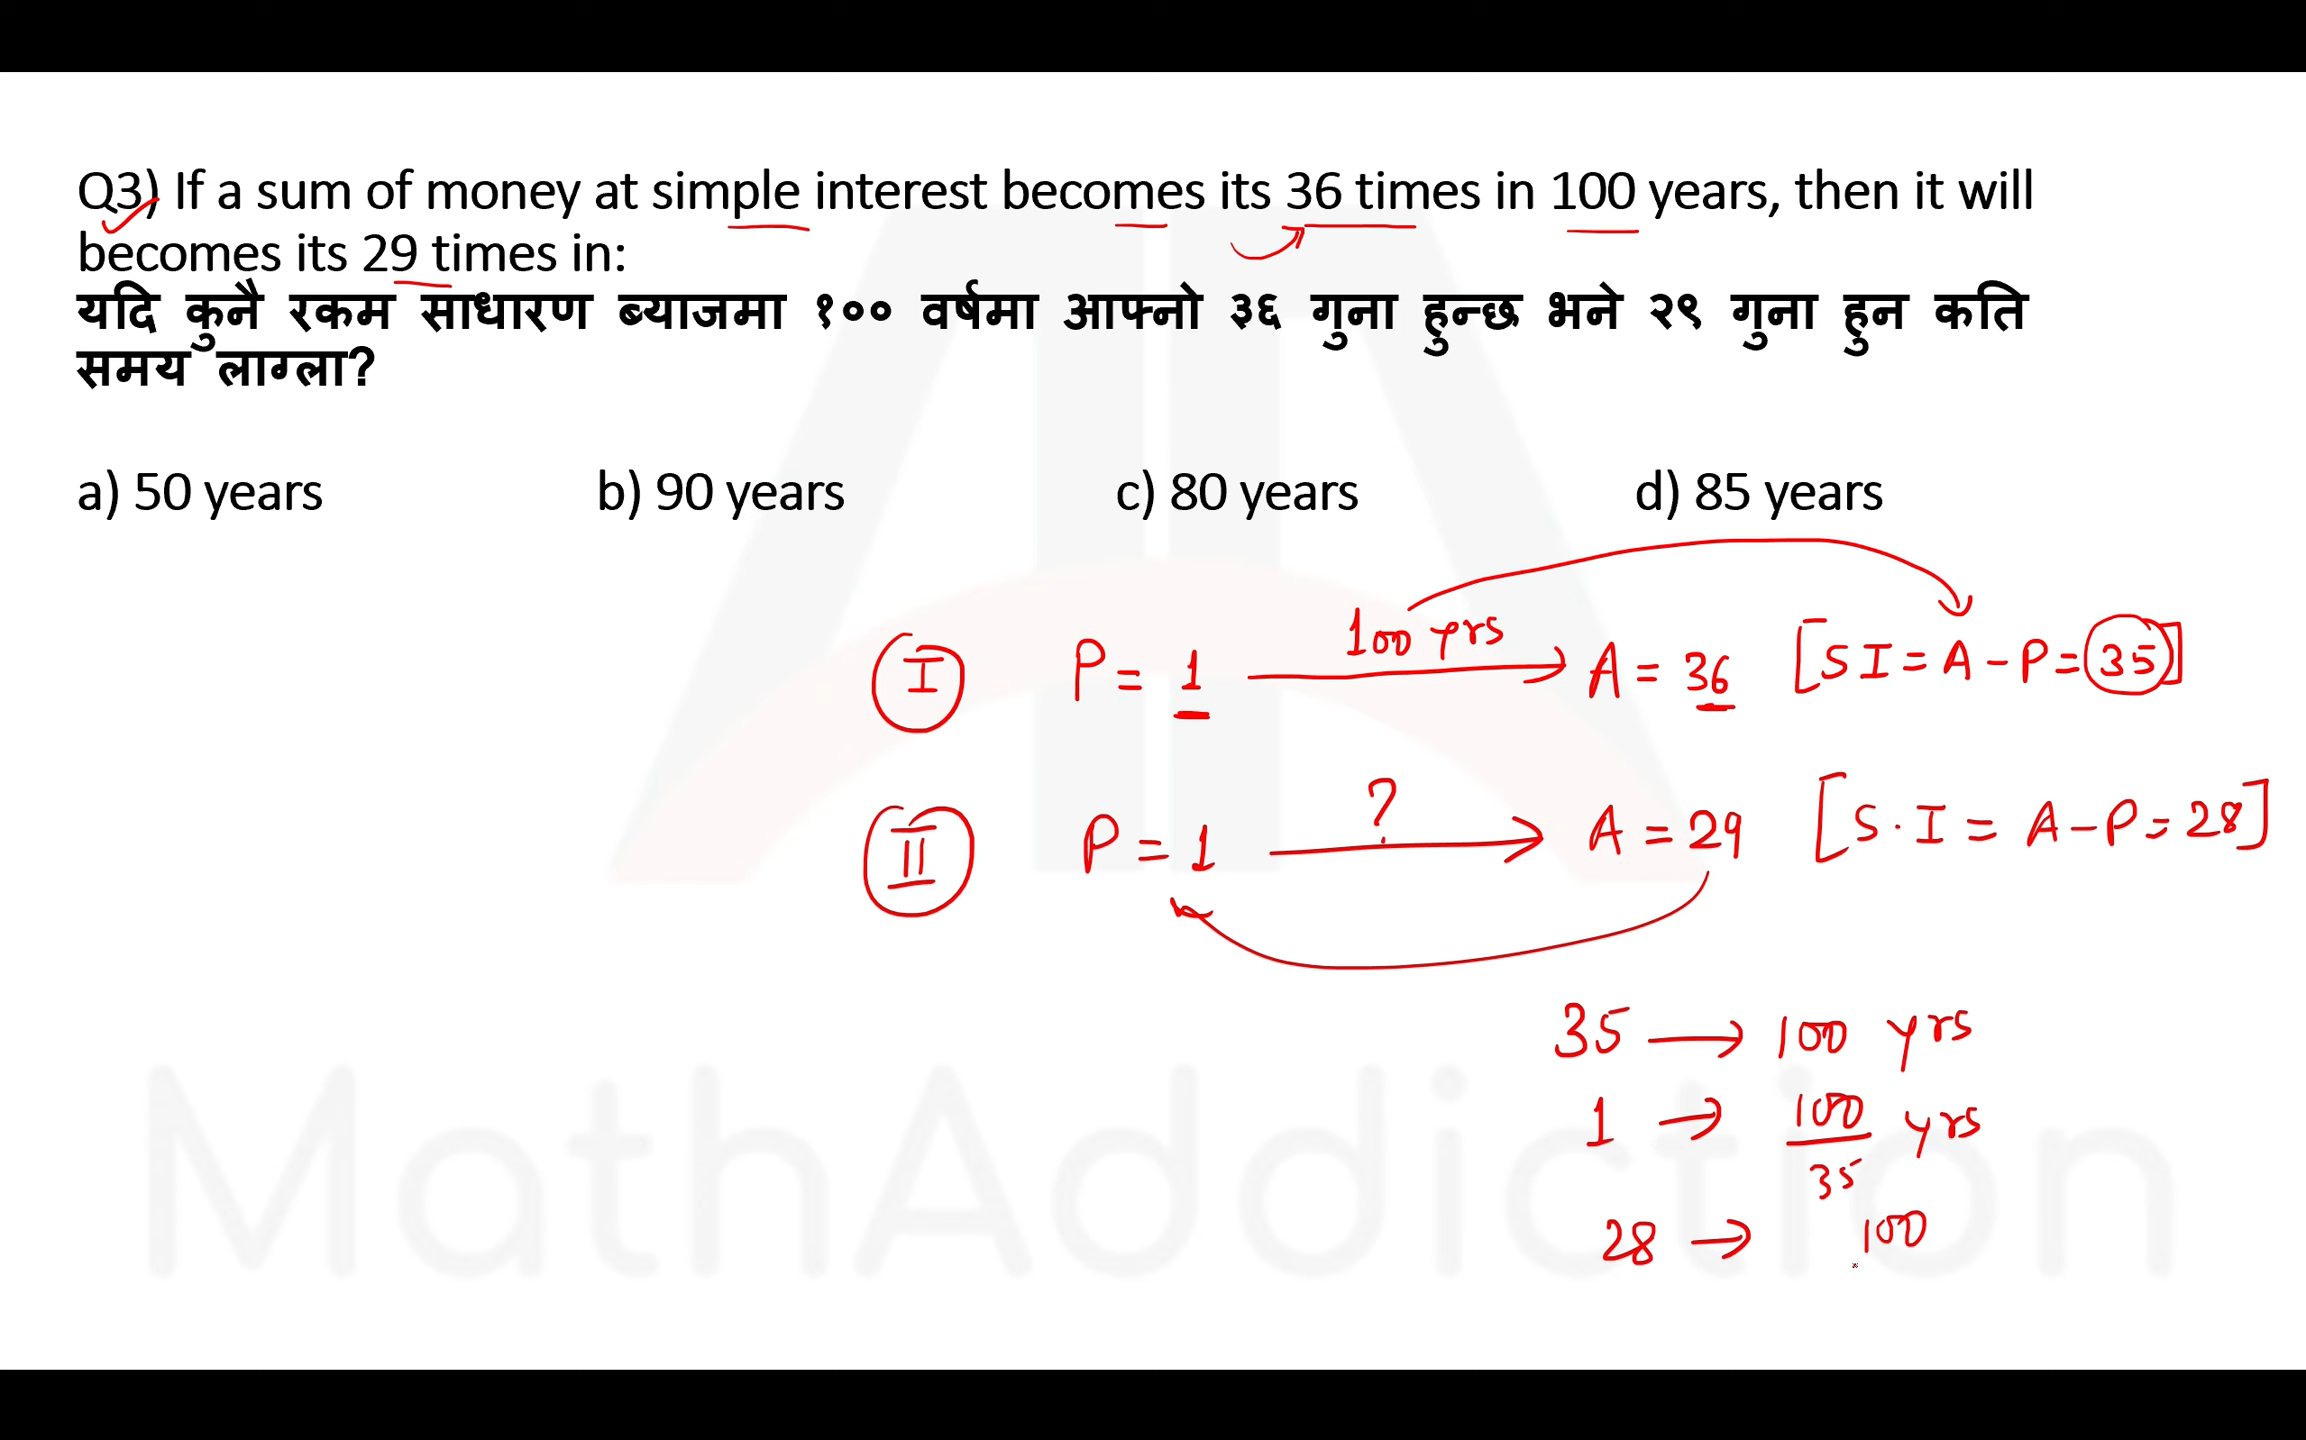 Q3) If a sum of money at simple interest becomes its 36 times in 100 years, then it will
becomes its 29 times in:
यदि कुनै रकम साधारण ब्याजमा १०० वर्षमा आफ्नो ३६ गुना हुन्छ भने २९ गुना हुन कति
समय लाग्ला?
a) 50 years b) 90 years c) 80 years d) 85 years
I P = 1 100 yrs A = 36 [SI = A - P = 35]
II P = 1 ? A = 29 [S.I = A - P = 28]
35 → 100 yrs
1 → 100/35 yrs
28 → 100
MathAddiction